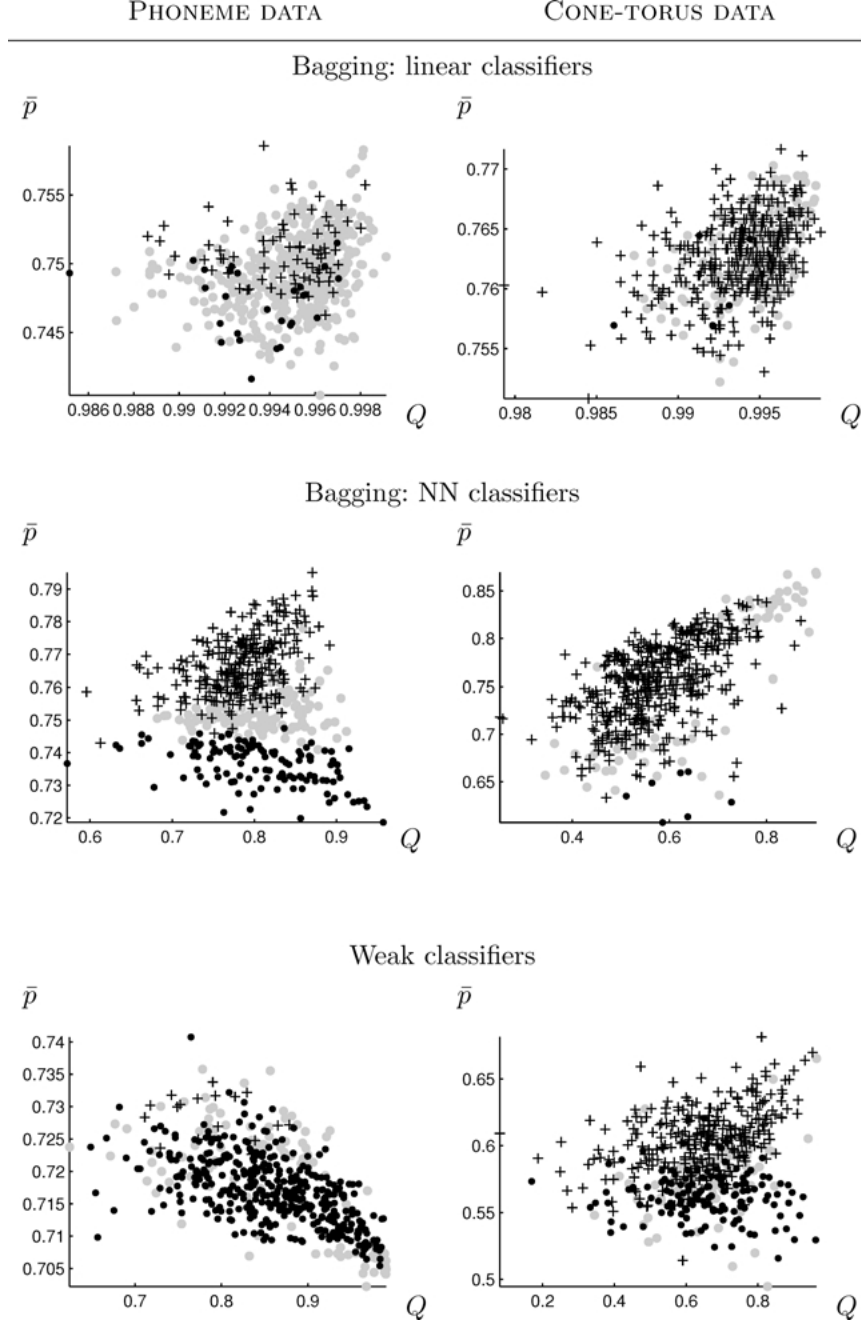 PHONEME DATA CONE-TORUS DATA
Bagging: linear classifiers
p̄ p̄
0.755 0.77
0.75 0.765
0.745 0.76
0.755
0.986 0.988 0.99 0.992 0.994 0.996 0.998 Q 0.98 0.985 0.99 0.995 Q
Bagging: NN classifiers
p̄ p̄
0.79 0.85
0.78 0.8
0.77 0.75
0.76 0.7
0.75 0.65
0.74
0.73
0.72
0.6 0.7 0.8 0.9 Q 0.4 0.6 0.8 Q
Weak classifiers
p̄ p̄
0.74 0.65
0.73 0.6
0.725 0.55
0.72 0.5
0.715
0.71
0.705
0.7 0.8 0.9 Q 0.2 0.4 0.6 0.8 Q